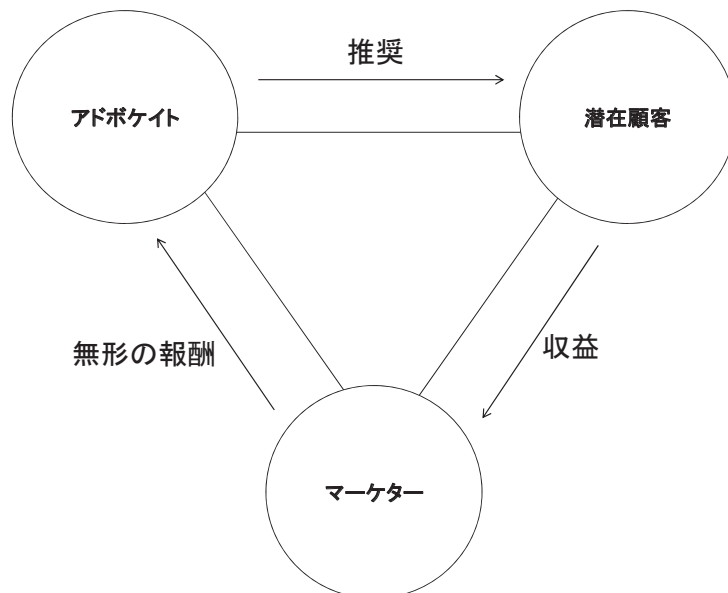 推奨
アドボケイト
潜在顧客
無形の報酬
収益
マーケター